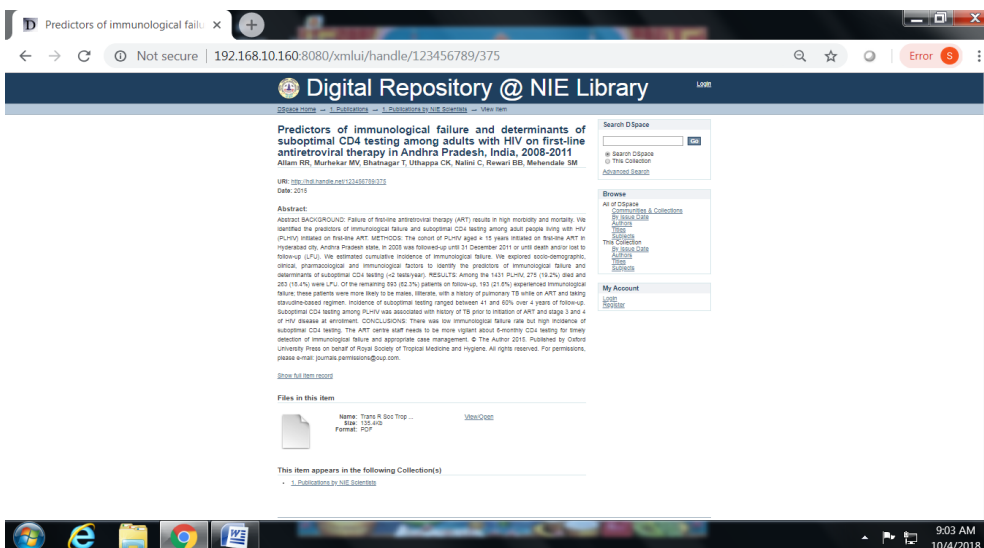 Predictors of immunological failu
Not secure | 192.168.10.160:8080/xmlui/handle/123456789/375
Error S
Digital Repository @ NIE Library
Login
DSpace Home → 1. Publications → 1. Publications by NIE Scientists → View Item
Predictors of immunological failure and determinants of
suboptimal CD4 testing among adults with HIV on first-line
antiretroviral therapy in Andhra Pradesh, India, 2008-2011
Allam RR, Murhekar MV, Bhatnagar T, Uthappa CK, Nalini C, Rewari BB, Mehendale SM
URI: http://hdl.handle.net/123456789/375
Date: 2015
Abstract:
Abstract BACKGROUND: Failure of first-line antiretroviral therapy (ART) results in high morbidity and mortality. We
identified the predictors of immunological failure and suboptimal CD4 testing among adult people living with HIV
(PLHIV) initiated on first-line ART. METHODS: The cohort of PLHIV aged < 15 years initiated on first-line ART in
Hyderabad city, Andhra Pradesh state, in 2008 was followed-up until 31 December 2011 or until death and/or lost to
follow-up (LFU). We estimated cumulative incidence of immunological failure. We explored socio-demographic,
clinical, pharmacological and immunological factors to identify the predictors of immunological failure and
determinants of suboptimal CD4 testing (<2 tests/year). RESULTS: Among the 1431 PLHIV, 275 (19.2%) died and
263 (18.4%) were LFU. Of the remaining 893 (62.3%) patients on follow-up, 193 (21.6%) experienced immunological
failure; these patients were more likely to be males, illiterate, with a history of pulmonary TB while on ART and taking
stavudine-based regimen. Incidence of suboptimal testing ranged between 41 and 60% over 4 years of follow-up.
Suboptimal CD4 testing among PLHIV was associated with history of TB prior to initiation of ART and stage 3 and 4
of HIV disease at enrolment. CONCLUSIONS: There was low immunological failure rate but high incidence of
suboptimal CD4 testing. The ART centre staff needs to be more vigilant about 6-monthly CD4 testing for timely
detection of immunological failure and appropriate case management. © The Author 2015. Published by Oxford
University Press on behalf of Royal Society of Tropical Medicine and Hygiene. All rights reserved. For permissions,
please e-mail: journals.permissions@oup.com.
Show full item record
Files in this item
Name: Trans R Soc Trop ...
Size: 135.4Kb
Format: PDF
View/Open
This item appears in the following Collection(s)
1. Publications by NIE Scientists
Search DSpace
Go
Search DSpace
This Collection
Advanced Search
Browse
All of DSpace
Communities & Collections
By Issue Date
Authors
Titles
Subjects
This Collection
By Issue Date
Authors
Titles
Subjects
My Account
Login
Register
9:03 AM
10/4/2018